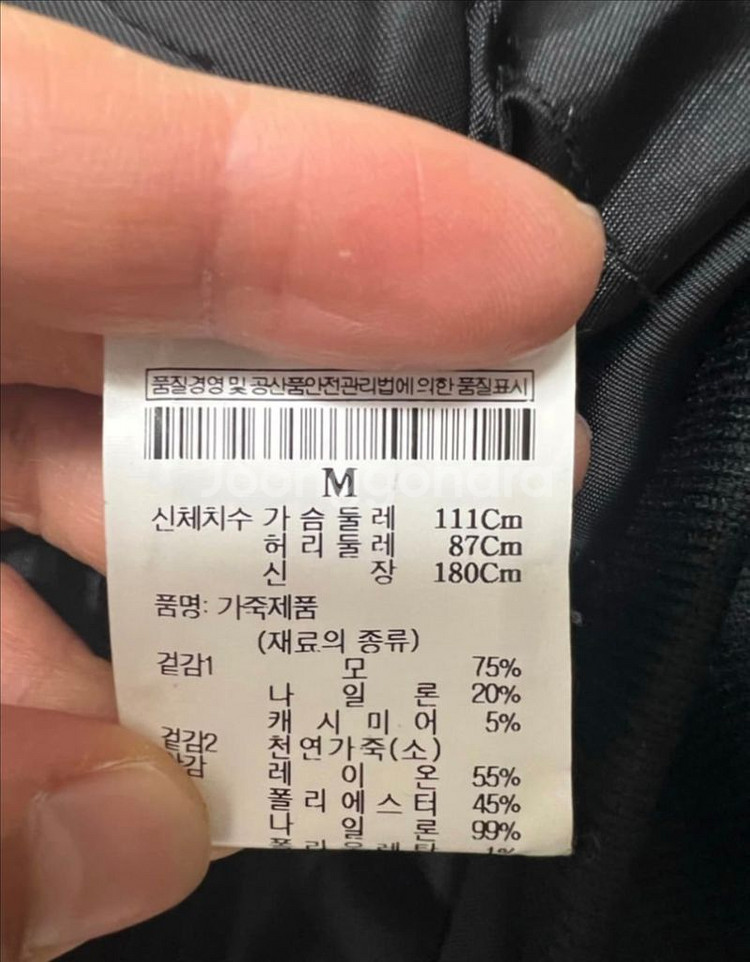 품질경영 및 공산품안전관리법에 의한 품질표시
M
신체치수 가슴둘레 111Cm
허리둘레 87Cm
신장 180Cm
품명: 가죽제품
(재료의 종류)
겉감1 모 75%
나일론 20%
캐시미어 5%
겉감2 천연가죽(소)
안감 레이온 55%
폴리에스터 45%
나일론 99%